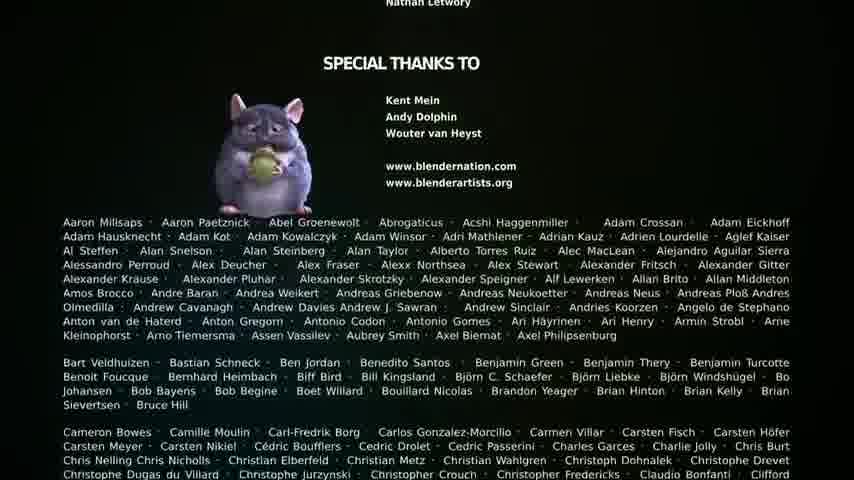 Nathan Letwory
SPECIAL THANKS TO
Kent Mein
Andy Dolphin
Wouter van Heyst
www.blendernation.com
www.blenderartists.org
Aaron Millsaps · Aaron Paetznick · Abel Groenewolt · Abrogaticus · Acshi Haggenmiller · Adam Crossan · Adam Eickhoff
Adam Hausknecht · Adam Kot · Adam Kowalczyk · Adam Winsor · Adri Mathlener · Adrian Kauz · Adrien Lourdelle · Aglef Kaiser
Al Steffen · Alan Snelson · Alan Steinberg · Alan Taylor · Alberto Torres Ruiz · Alec MacLean · Alejandro Aguilar Sierra
Alessandro Perroud · Alex Deucher · Alex Fraser · Alexx Northsea · Alex Stewart · Alexander Fritsch · Alexander Gitter
Alexander Krause · Alexander Pluhar · Alexander Skrotzky · Alexander Speigner · Alf Lewerken · Allan Brito · Allan Middleton
Amos Brocco · Andre Baran · Andrea Weikert · Andreas Griebenow · Andreas Neukoetter · Andreas Neus · Andreas Ploß Andres
Olmedilla · Andrew Cavanagh · Andrew Davies Andrew J. Sawran · Andrew Sinclair · Andries Koorzen · Angelo de Stephano
Anton van de Haterd · Anton Gregorn · Antonio Codon · Antonio Gomes · Ari Häyrinen · Ari Henry · Armin Strobl · Arne
Kleinophorst · Arno Tiemersma · Assen Vassilev · Aubrey Smith · Axel Biernat · Axel Philipsenburg
Bart Veldhuizen · Bastian Schneck · Ben Jordan · Benedito Santos · Benjamin Green · Benjamin Thery · Benjamin Turcotte
Benoit Foucque · Bernhard Heimbach · Biff Bird · Bill Kingsland · Björn C. Schaefer · Björn Liebke · Björn Windshügel · Bo
Johansen · Bob Bayens · Bob Begine · Boet Willard · Bouillard Nicolas · Brandon Yeager · Brian Hinton · Brian Kelly · Brian
Sievertsen · Bruce Hill
Cameron Bowes · Camille Moulin · Carl-Fredrik Borg · Carlos Gonzalez-Morcillo · Carmen Villar · Carsten Fisch · Carsten Höfer
Carsten Meyer · Carsten Nikiel · Cédric Boufflers · Cedric Drolet · Cedric Passerini · Charles Garces · Charlie Jolly · Chris Burt
Chris Nelling Chris Nicholls · Christian Elberfeld · Christian Metz · Christian Wahlgren · Christoph Dohnalek · Christophe Drevet
Christophe Dugas du Villard · Christophe Jurzynski · Christopher Crouch · Christopher Fredericks · Claudio Bonfanti · Clifford